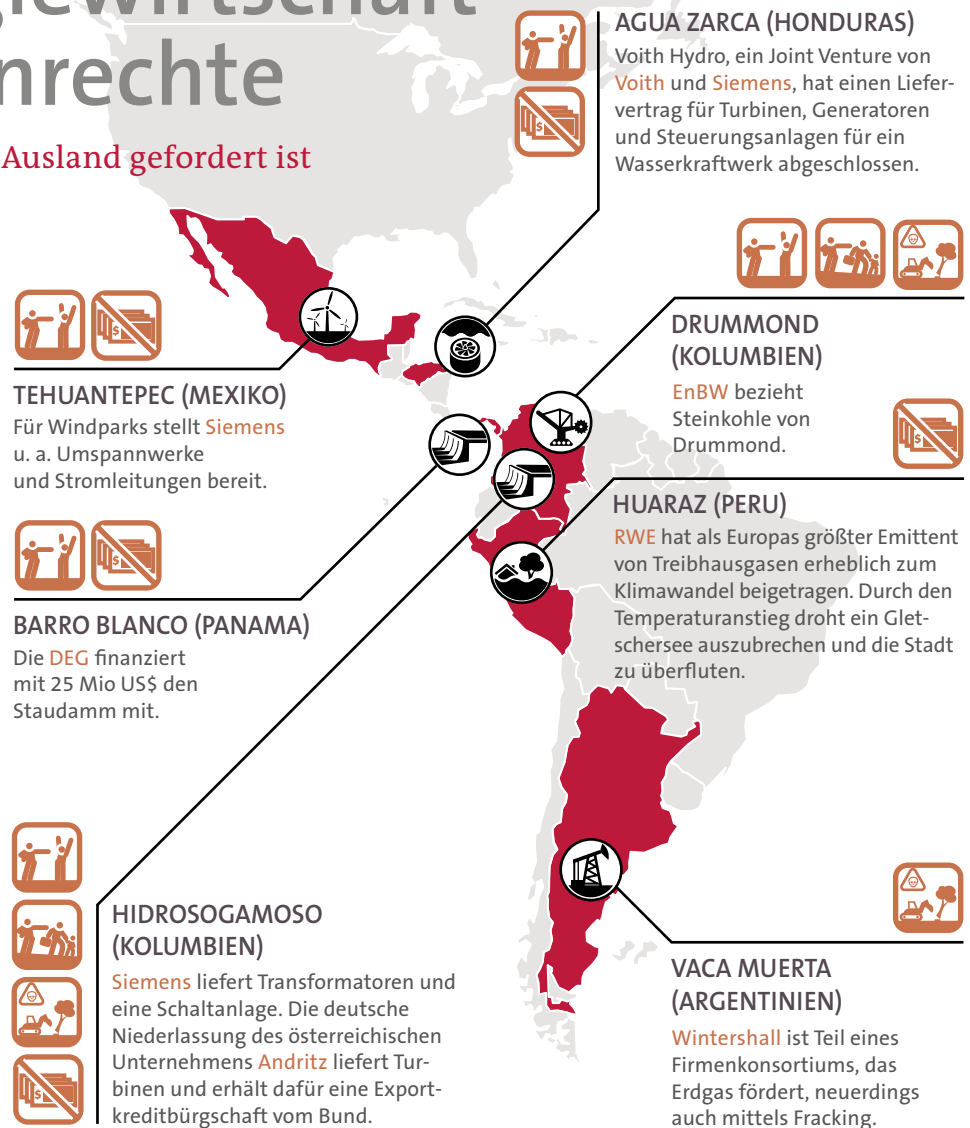 Ausland gefordert ist
AGUA ZARCA (HONDURAS)
Voith Hydro, ein Joint Venture von
Voith und Siemens, hat einen Liefer-
vertrag für Turbinen, Generatoren
und Steuerungsanlagen für ein
Wasserkraftwerk abgeschlossen.
TEHUANTEPEC (MEXIKO)
Für Windparks stellt Siemens
u. a. Umspannwerke
und Stromleitungen bereit.
DRUMMOND
(KOLUMBIEN)
EnBW bezieht
Steinkohle von
Drummond.
HUARAZ (PERU)
RWE hat als Europas größter Emittent
von Treibhausgasen erheblich zum
Klimawandel beigetragen. Durch den
Temperaturanstieg droht ein Glet-
schersee auszubrechen und die Stadt
zu überfluten.
BARRO BLANCO (PANAMA)
Die DEG finanziert
mit 25 Mio US$ den
Staudamm mit.
HIDROSOGAMOSO
(KOLUMBIEN)
Siemens liefert Transformatoren und
eine Schaltanlage. Die deutsche
Niederlassung des österreichischen
Unternehmens Andritz liefert Tur-
binen und erhält dafür eine Export-
kreditbürgschaft vom Bund.
VACA MUERTA
(ARGENTINIEN)
Wintershall ist Teil eines
Firmenkonsortiums, das
Erdgas fördert, neuerdings
auch mittels Fracking.